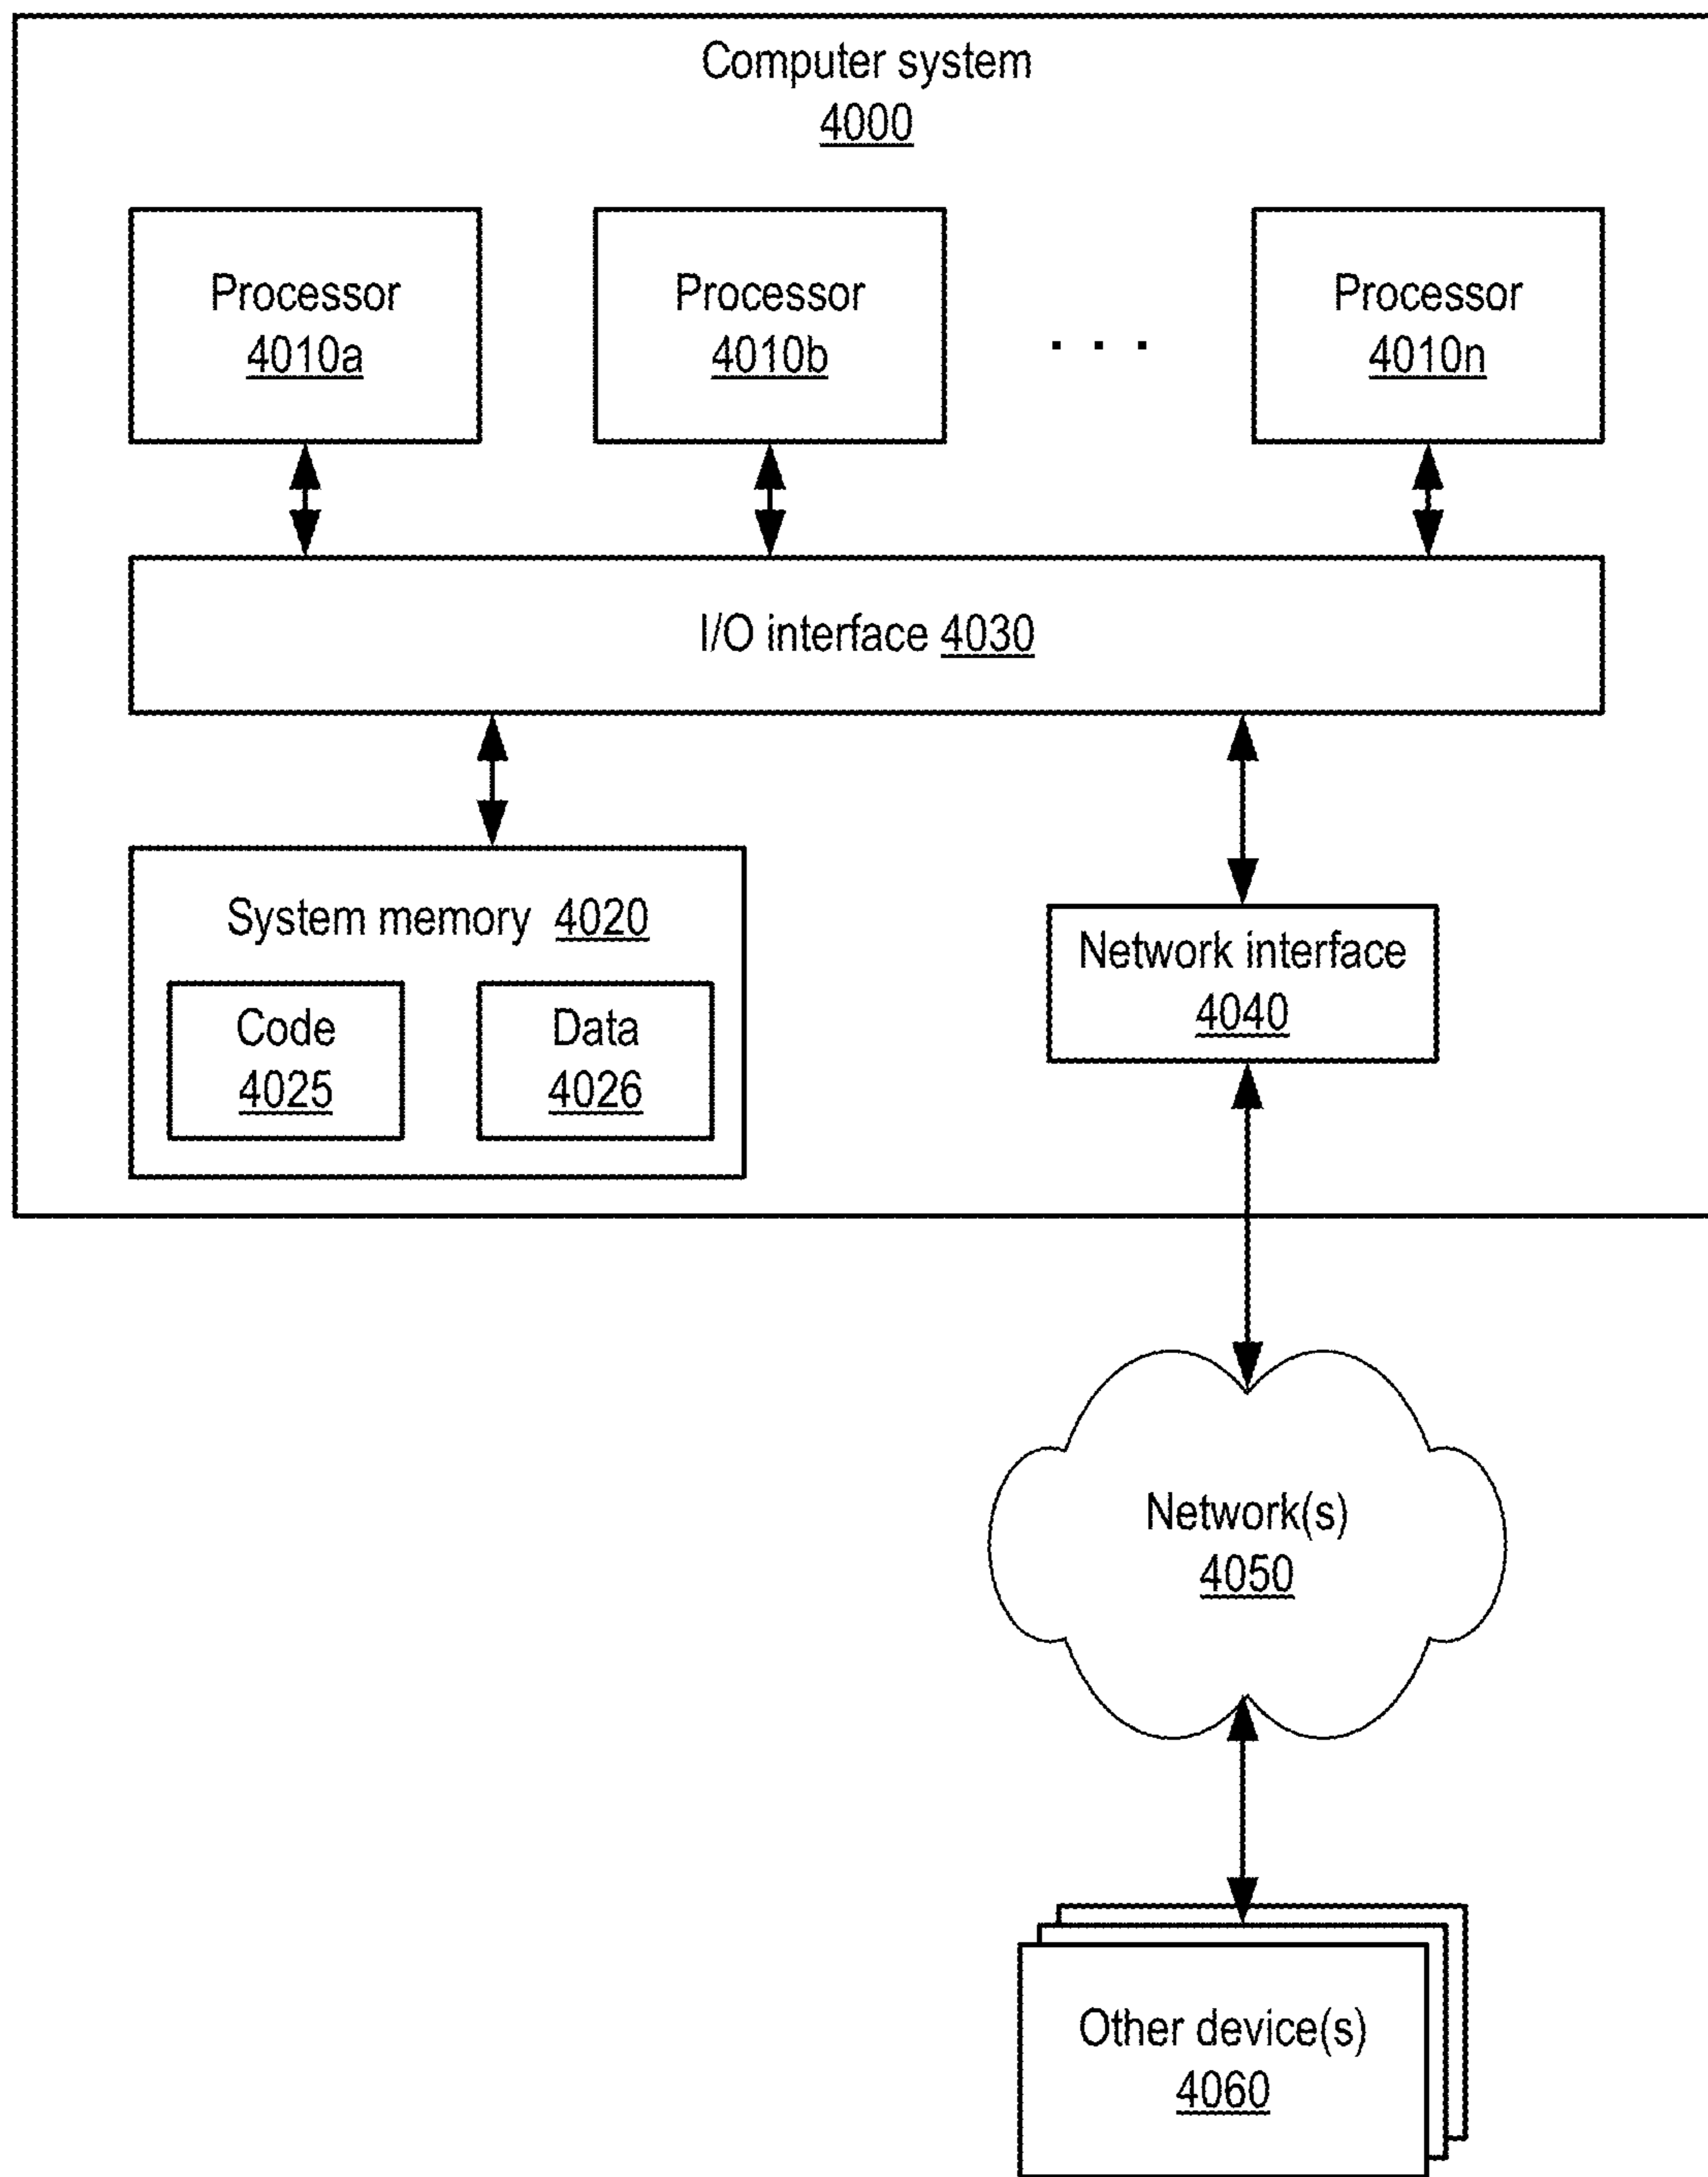 Computer system
4000
Processor
4010a
Processor
4010b
. . .
Processor
4010n
I/O interface 4030
System memory 4020
Code
4025
Data
4026
Network interface
4040
Network(s)
4050
Other device(s)
4060